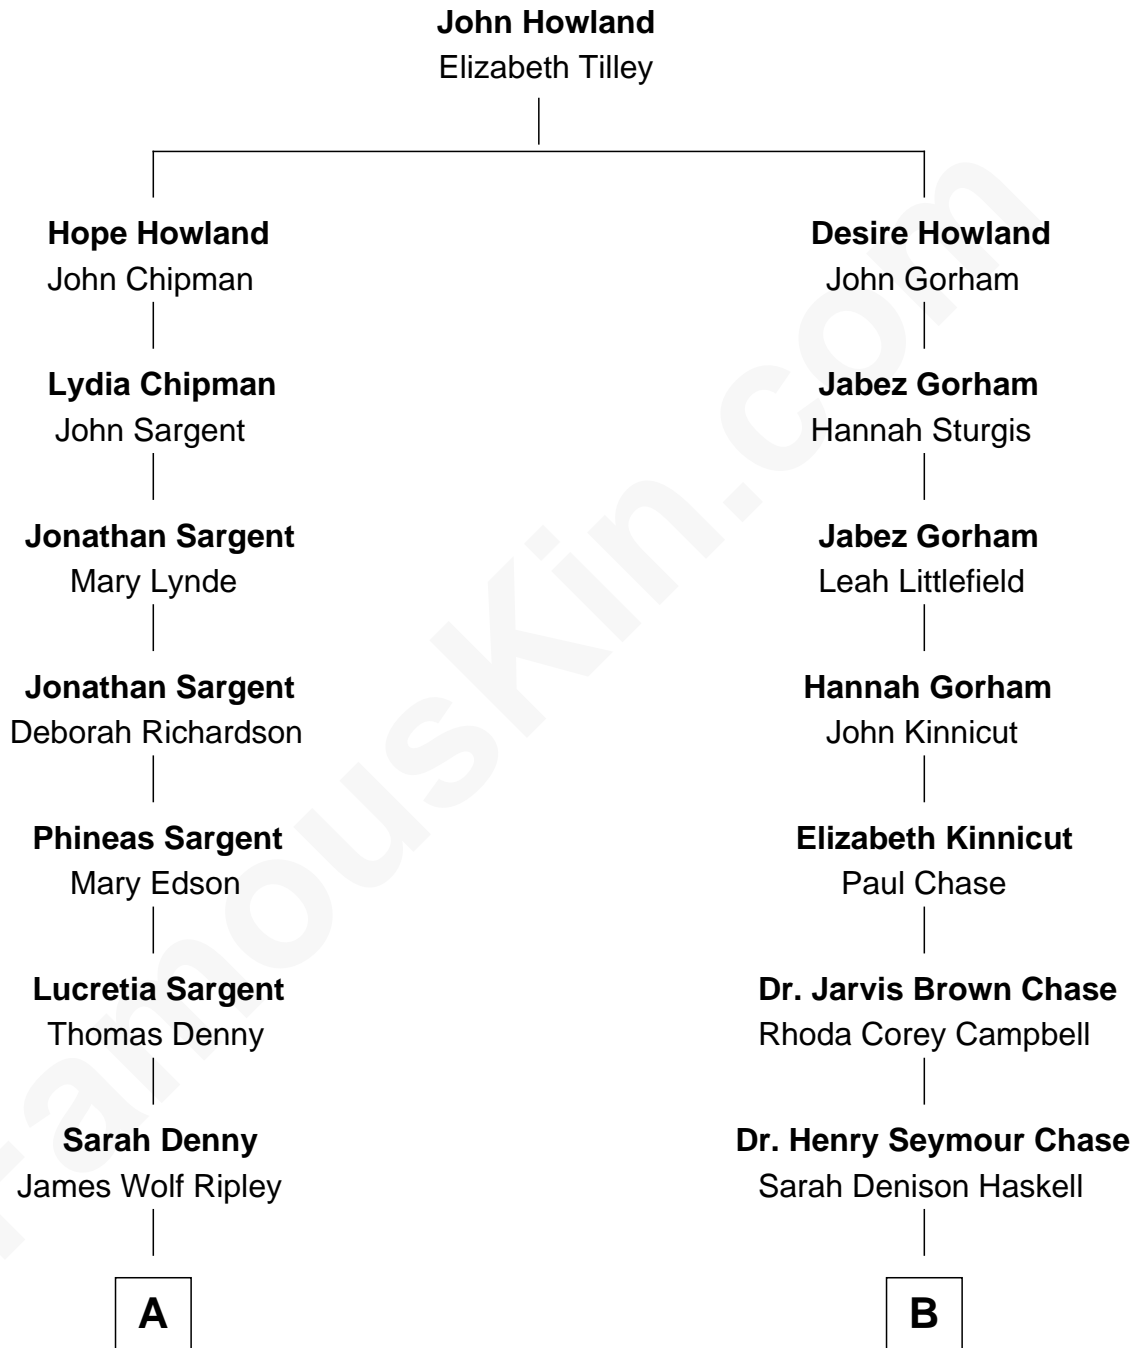 John Howland
Elizabeth Tilley
Hope Howland
John Chipman
Desire Howland
John Gorham
Lydia Chipman
John Sargent
Jabez Gorham
Hannah Sturgis
Jonathan Sargent
Mary Lynde
Jabez Gorham
Leah Littlefield
Jonathan Sargent
Deborah Richardson
Hannah Gorham
John Kinnicut
Phineas Sargent
Mary Edson
Elizabeth Kinnicut
Paul Chase
Lucretia Sargent
Thomas Denny
Dr. Jarvis Brown Chase
Rhoda Corey Campbell
Sarah Denny
James Wolf Ripley
Dr. Henry Seymour Chase
Sarah Denison Haskell
A
B
FamousKin.com